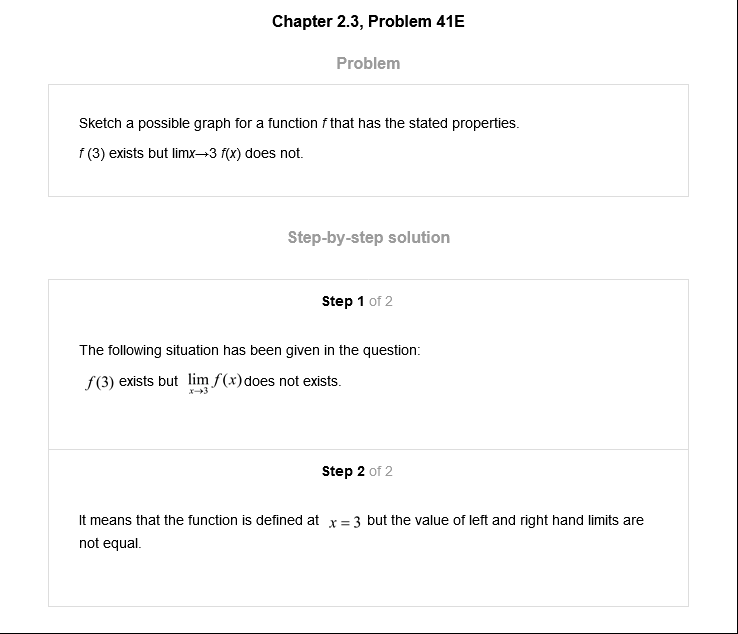 Chapter 2.3, Problem 41E
Problem
Sketch a possible graph for a function f that has the stated properties.
f (3) exists but limx→3 f(x) does not.
Step-by-step solution
Step 1 of 2
The following situation has been given in the question:
f(3) exists but lim x→3 f(x) does not exists.
Step 2 of 2
It means that the function is defined at x = 3 but the value of left and right hand limits are
not equal.